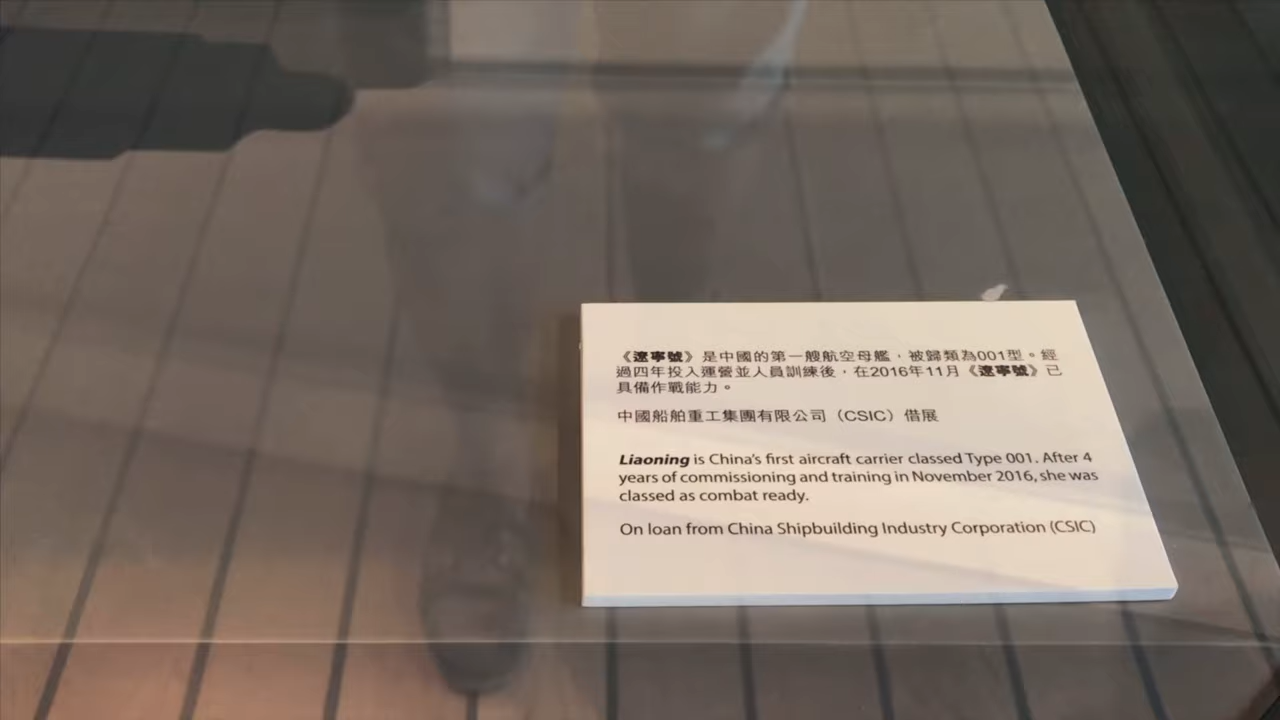 《遼寧號》是中國的第一艘航空母艦，被歸類為001型。經
過四年投入運營並人員訓練後，在2016年11月《遼寧號》已
具備作戰能力。
中國船舶重工集團有限公司（CSIC）借展
Liaoning is China's first aircraft carrier classed Type 001. After 4
years of commissioning and training in November 2016, she was
classed as combat ready.
On loan from China Shipbuilding Industry Corporation (CSIC)